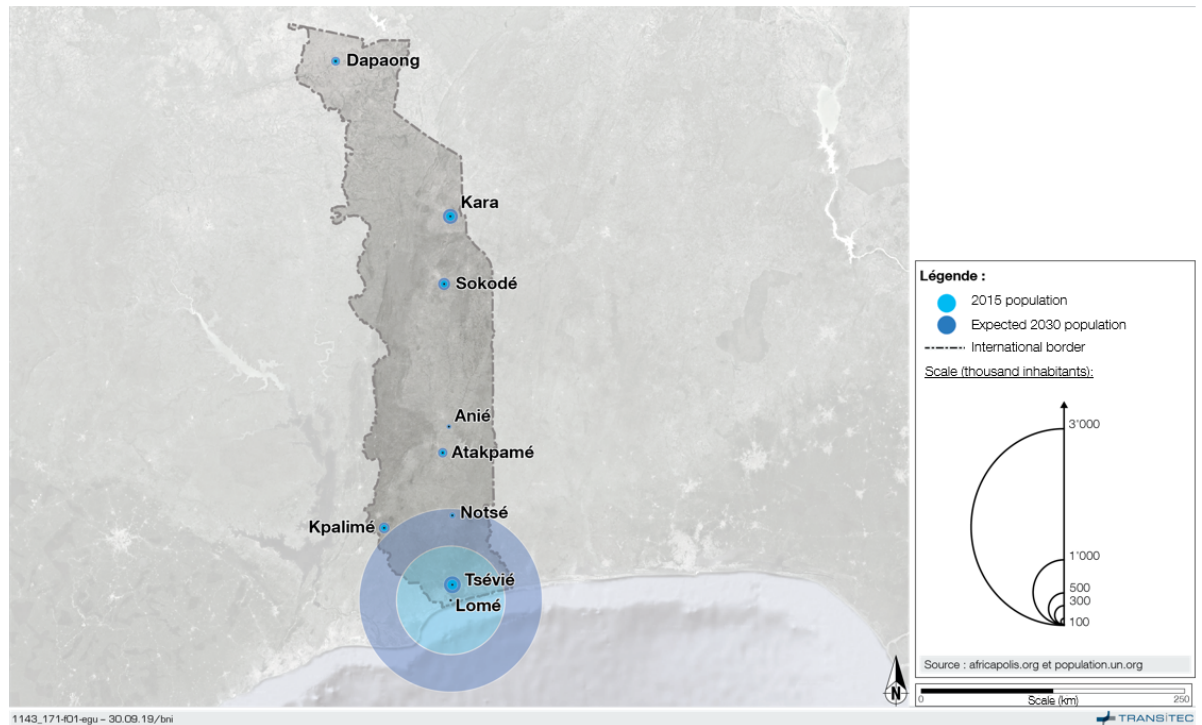 Dapaong
Kara
Sokodé
Anié
Atakpamé
Notsé
Kpalimé
Tsévié
Lomé
Légende :
2015 population
Expected 2030 population
International border
Scale (thousand inhabitants):
3'000
1'000
500
300
100
Source : africapolis.org et population.un.org
N
0
Scale (km)
250
1143_171-f01-egu – 30.09.19/bni
TRANSITEC